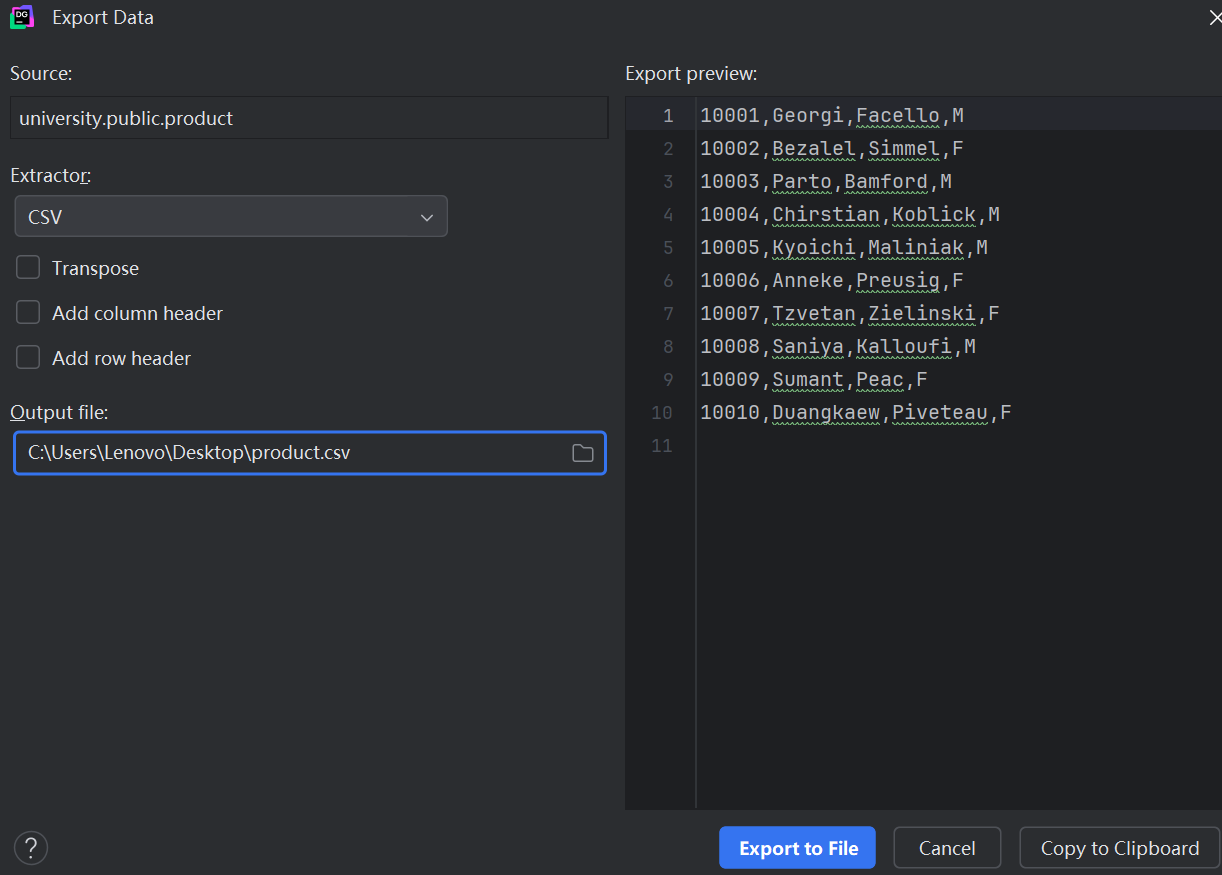 DG
Export Data
Source:
university.public.product
Extractor:
CSV
Transpose
Add column header
Add row header
Output file:
C:\Users\Lenovo\Desktop\product.csv
Export preview:
1 10001,Georgi,Facello,M
2 10002,Bezalel,Simmel,F
3 10003,Parto,Bamford,M
4 10004,Chirstian,Koblick,M
5 10005,Kyoichi,Maliniak,M
6 10006,Anneke,Preusig,F
7 10007,Tzvetan,Zielinski,F
8 10008,Saniya,Kalloufi,M
9 10009,Sumant,Peac,F
10 10010,Duangkaew,Piveteau,F
11
?
Export to File
Cancel
Copy to Clipboard